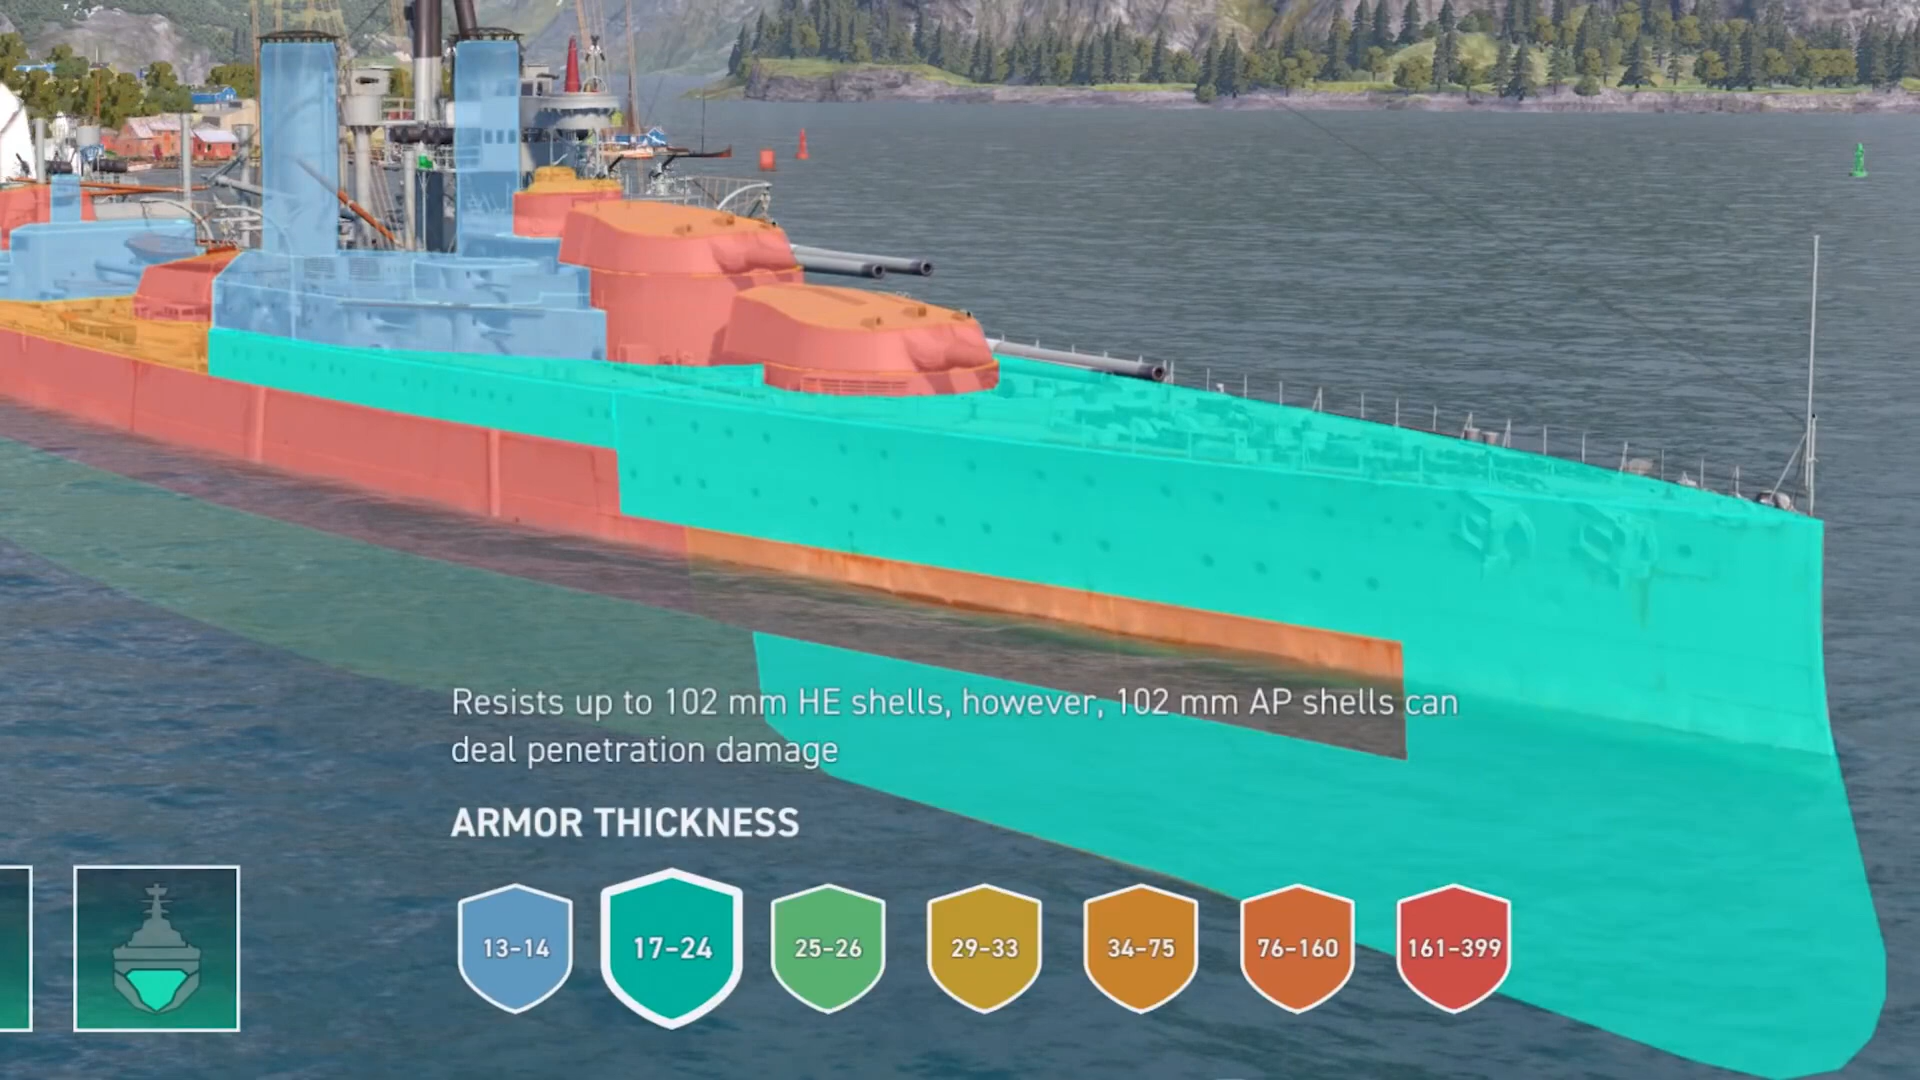 Resists up to 102 mm HE shells, however, 102 mm AP shells can
deal penetration damage
ARMOR THICKNESS
13-14
17-24
25-26
29-33
34-75
76-160
161-399